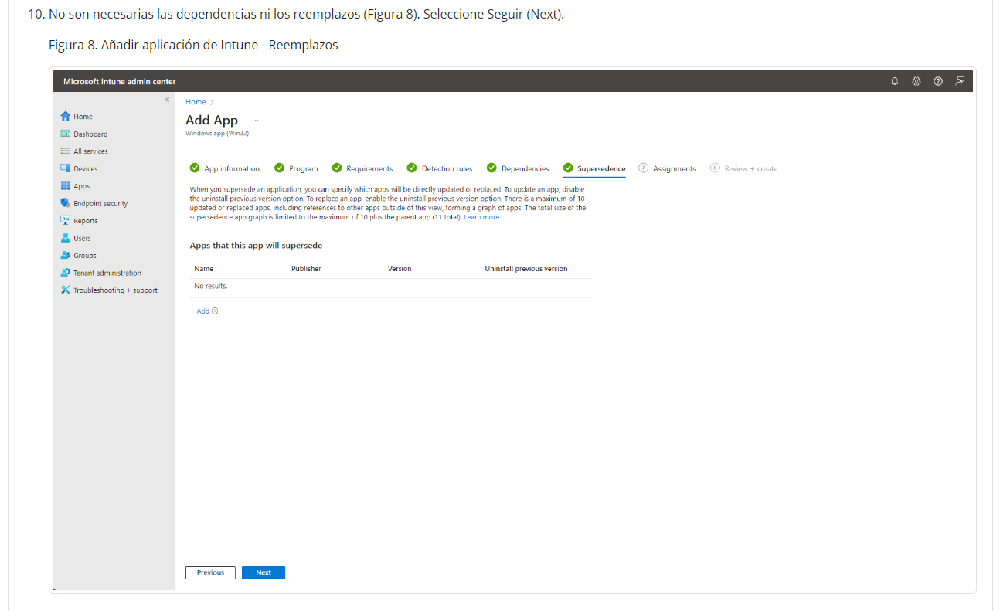 10. No son necesarias las dependencias ni los reemplazos (Figura 8). Seleccione Seguir (Next).
Figura 8. Añadir aplicación de Intune - Reemplazos
Microsoft Intune admin center
Home
Dashboard
All services
Devices
Apps
Endpoint security
Reports
Users
Groups
Tenant administration
Troubleshooting + support
Home >
Add App ...
Windows app (Win32)
App information Program Requirements Detection rules Dependencies Supersedence 7 Assignments 8 Review + create
When you supersede an application, you can specify which apps will be directly updated or replaced. To update an app, disable
the uninstall previous version option. To replace an app, enable the uninstall previous version option. There is a maximum of 10
updated or replaced apps, including references to other apps outside of this view, forming a graph of apps. The total size of the
supersedence app graph is limited to the maximum of 10 plus the parent app (11 total). Learn more
Apps that this app will supersede
Name Publisher Version Uninstall previous version
No results.
+ Add
Previous Next